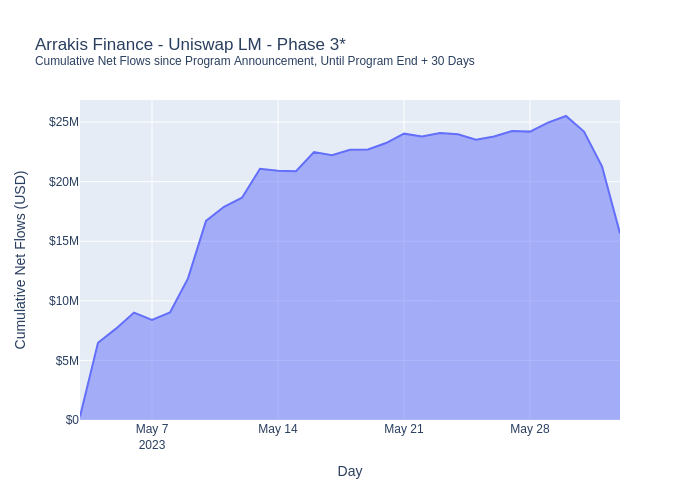 Arrakis Finance - Uniswap LM - Phase 3*
Cumulative Net Flows since Program Announcement, Until Program End + 30 Days
Cumulative Net Flows (USD)
$25M
$20M
$15M
$10M
$5M
$0
May 7
2023
May 14
May 21
May 28
Day